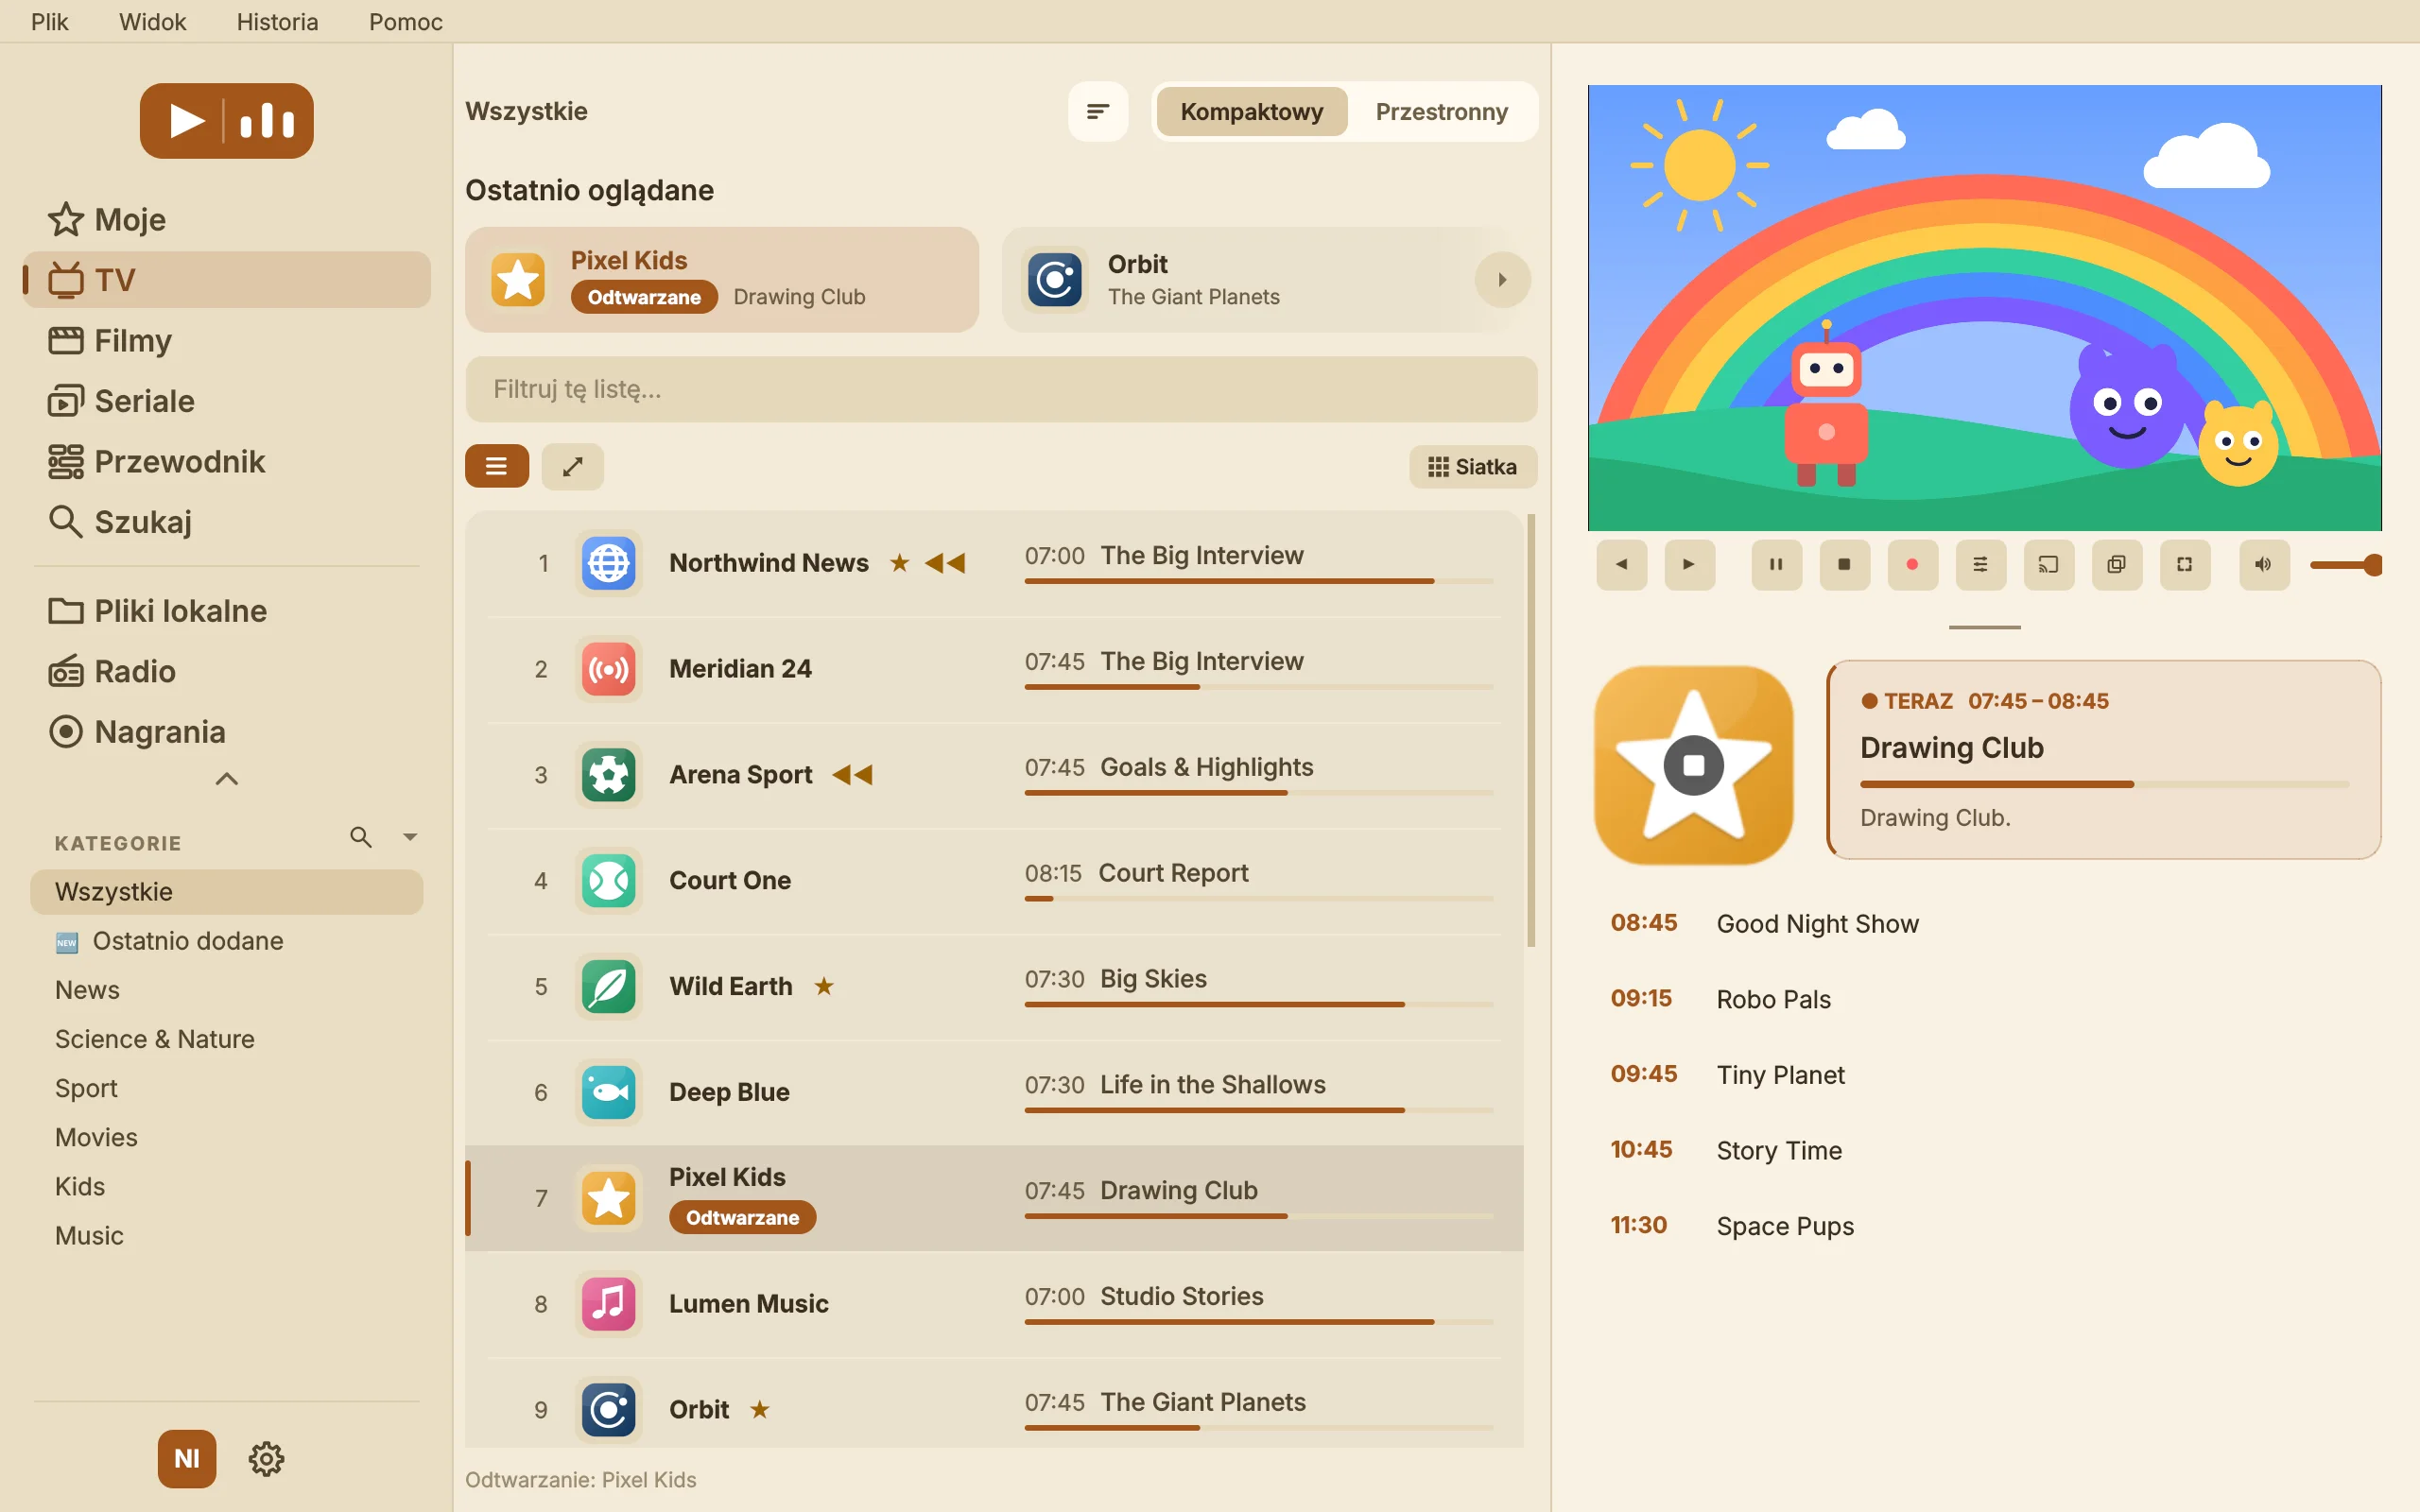 Plik Widok Historia Pomoc
Moje
TV
Filmy
Seriale
Przewodnik
Szukaj
Pliki lokalne
Radio
Nagrania
KATEGORIE
Wszystkie
NEW Ostatnio dodane
News
Science & Nature
Sport
Movies
Kids
Music
NI
Wszystkie
Kompaktowy Przestronny
Ostatnio oglądane
Pixel Kids
Odtwarzane Drawing Club
Orbit
The Giant Planets
Filtruj tę listę...
Siatka
1 Northwind News 07:00 The Big Interview
2 Meridian 24 07:45 The Big Interview
3 Arena Sport 07:45 Goals & Highlights
4 Court One 08:15 Court Report
5 Wild Earth 07:30 Big Skies
6 Deep Blue 07:30 Life in the Shallows
7 Pixel Kids 07:45 Drawing Club
Odtwarzane
8 Lumen Music 07:00 Studio Stories
9 Orbit 07:45 The Giant Planets
Odtwarzanie: Pixel Kids
TERAZ 07:45 – 08:45
Drawing Club
Drawing Club.
08:45 Good Night Show
09:15 Robo Pals
09:45 Tiny Planet
10:45 Story Time
11:30 Space Pups